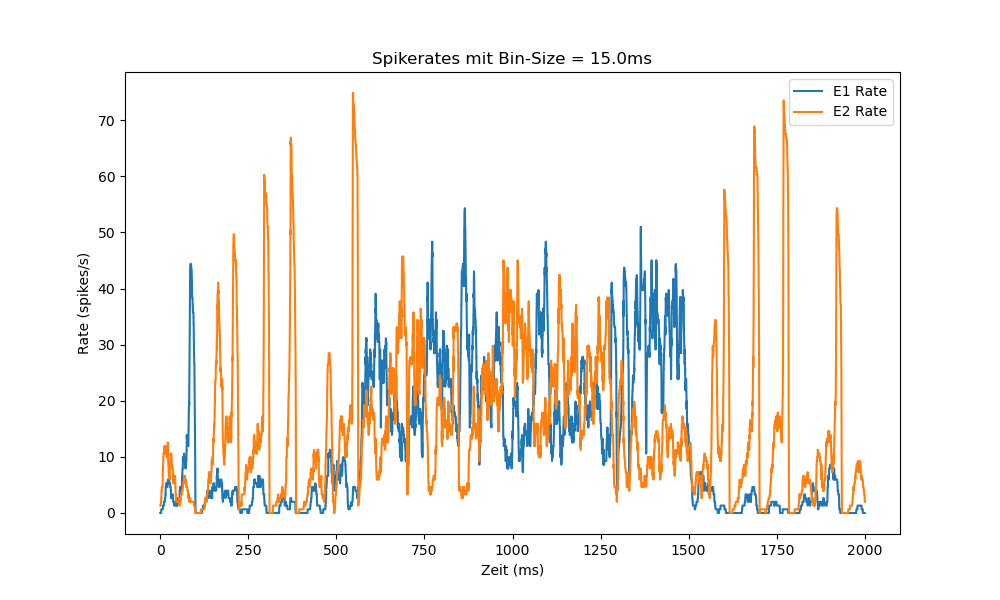 Spikerates mit Bin-Size = 15.0ms
E1 Rate
E2 Rate
Rate (spikes/s)
70
60
50
40
30
20
10
0
0 250 500 750 1000 1250 1500 1750 2000
Zeit (ms)